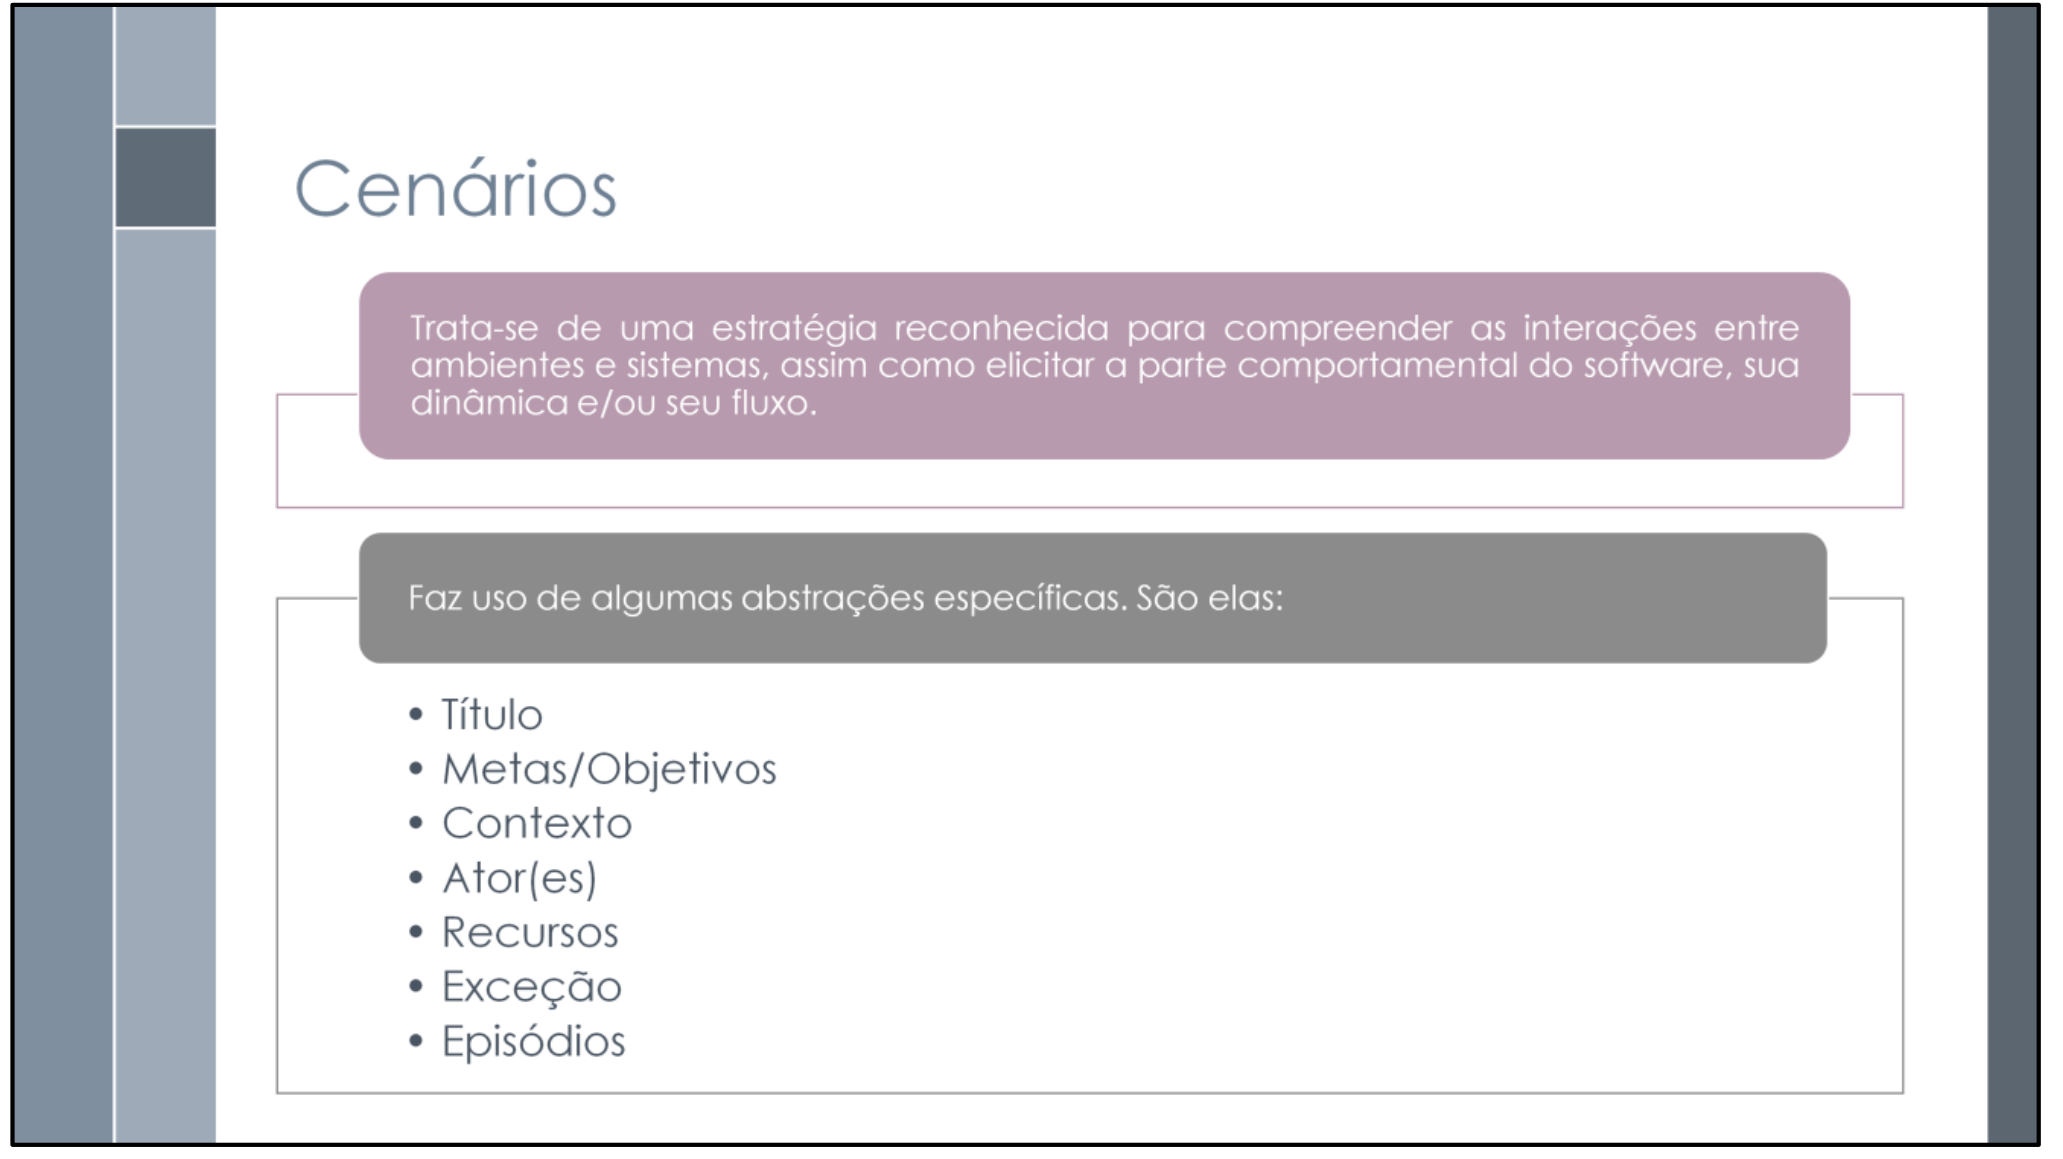 Cenários
Trata-se de uma estratégia reconhecida para compreender as interações entre
ambientes e sistemas, assim como elicitar a parte comportamental do software, sua
dinâmica e/ou seu fluxo.
Faz uso de algumas abstrações específicas. São elas:
• Título
• Metas/Objetivos
• Contexto
• Ator(es)
• Recursos
• Exceção
• Episódios